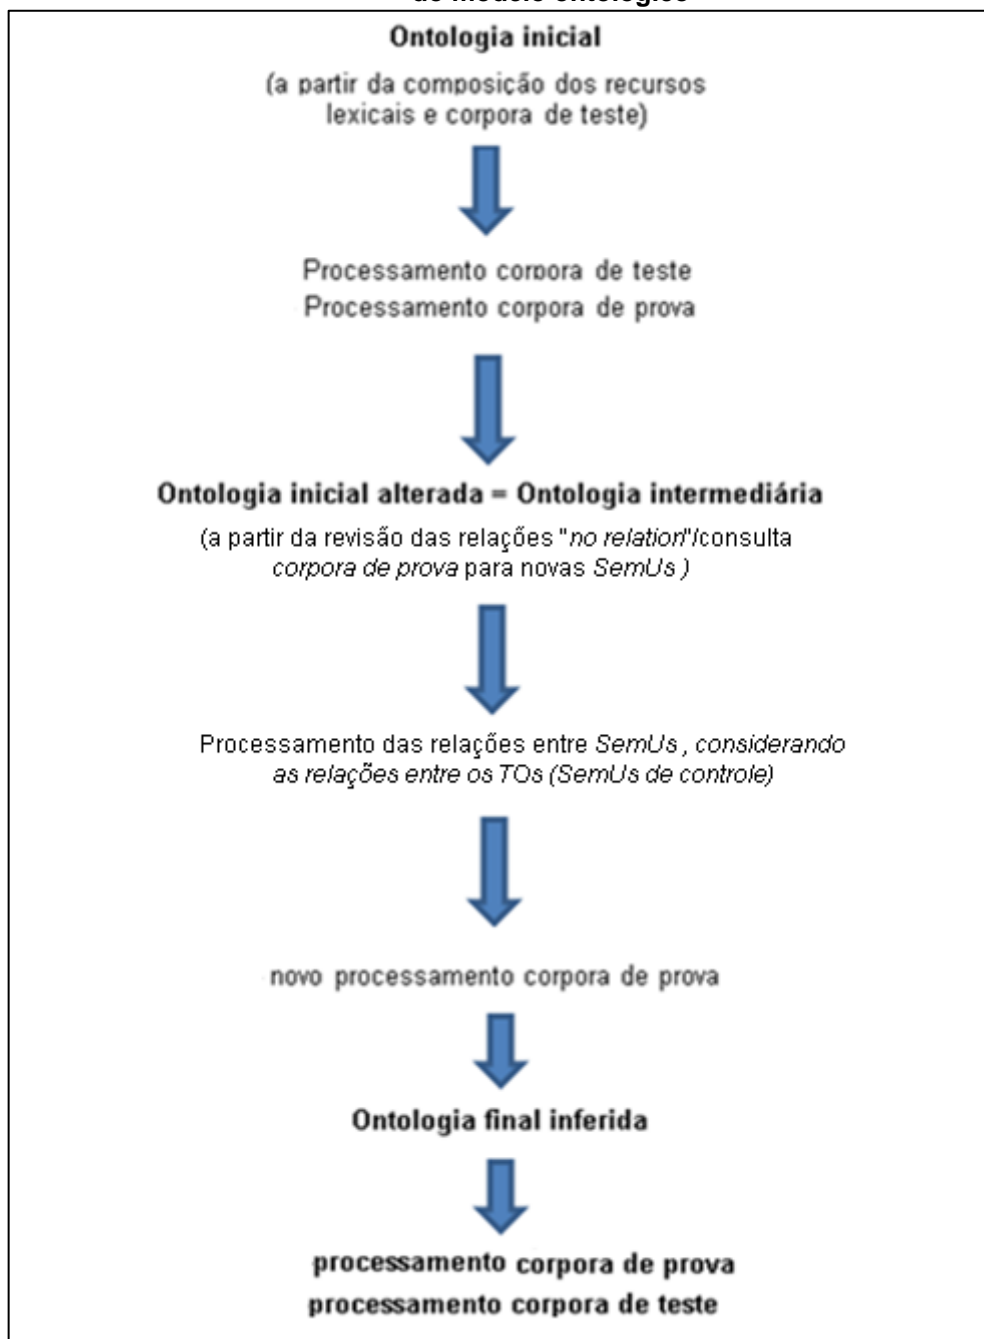 do modelo ontológico
Ontologia inicial
(a partir da composição dos recursos
lexicais e corpora de teste)
Processamento corpora de teste
Processamento corpora de prova
Ontologia inicial alterada = Ontologia intermediária
(a partir da revisão das relações "no relation"/consulta
corpora de prova para novas SemUs )
Processamento das relações entre SemUs , considerando
as relações entre os TOs (SemUs de controle)
novo processamento corpora de prova
Ontologia final inferida
processamento corpora de prova
processamento corpora de teste